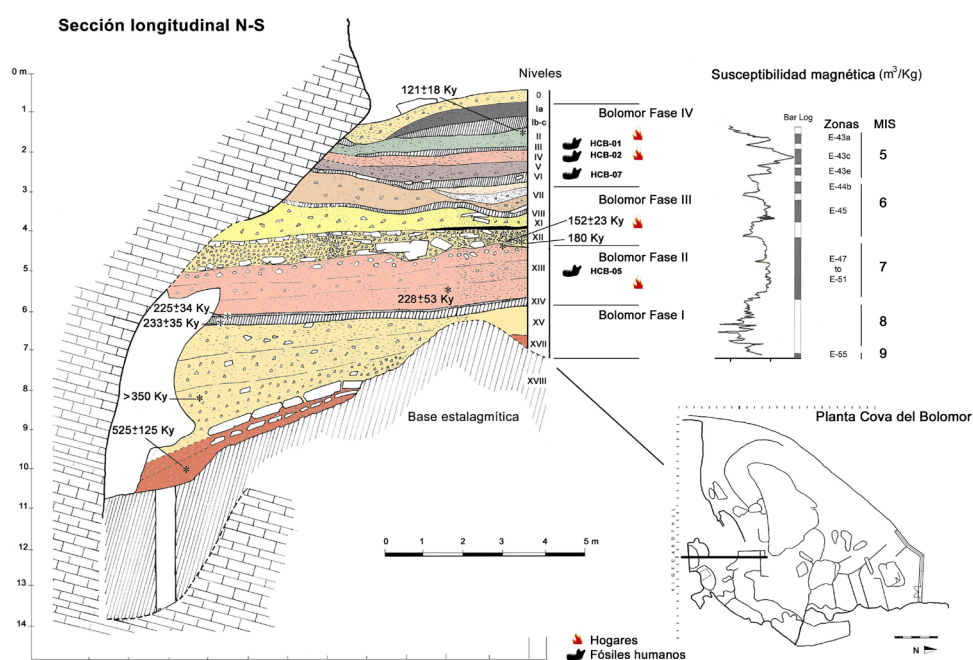 Sección longitudinal N-S
0 m
1
2
3
4
5
6
7
8
9
10
11
12
13
14
121±18 Ky
152±23 Ky
180 Ky
228±53 Ky
225±34 Ky
233±35 Ky
>350 Ky
525±125 Ky
Base estalagmítica
Niveles
0
Ia
Ib-c
II
III
IV
V
VI
VII
VIII
XI
XII
XIII
XIV
XV
XVII
XVIII
Bolomor Fase IV
HCB-01
HCB-02
HCB-07
Bolomor Fase III
Bolomor Fase II
HCB-05
Bolomor Fase I
Susceptibilidad magnética (m³/Kg)
Bar Log
Zonas
MIS
E-43a
E-43c
5
E-43e
E-44b
6
E-45
E-47
to
E-51
7
8
E-55
9
0
1
2
3
4
5 m
Planta Cova del Bolomor
N
Hogares
Fósiles humanos